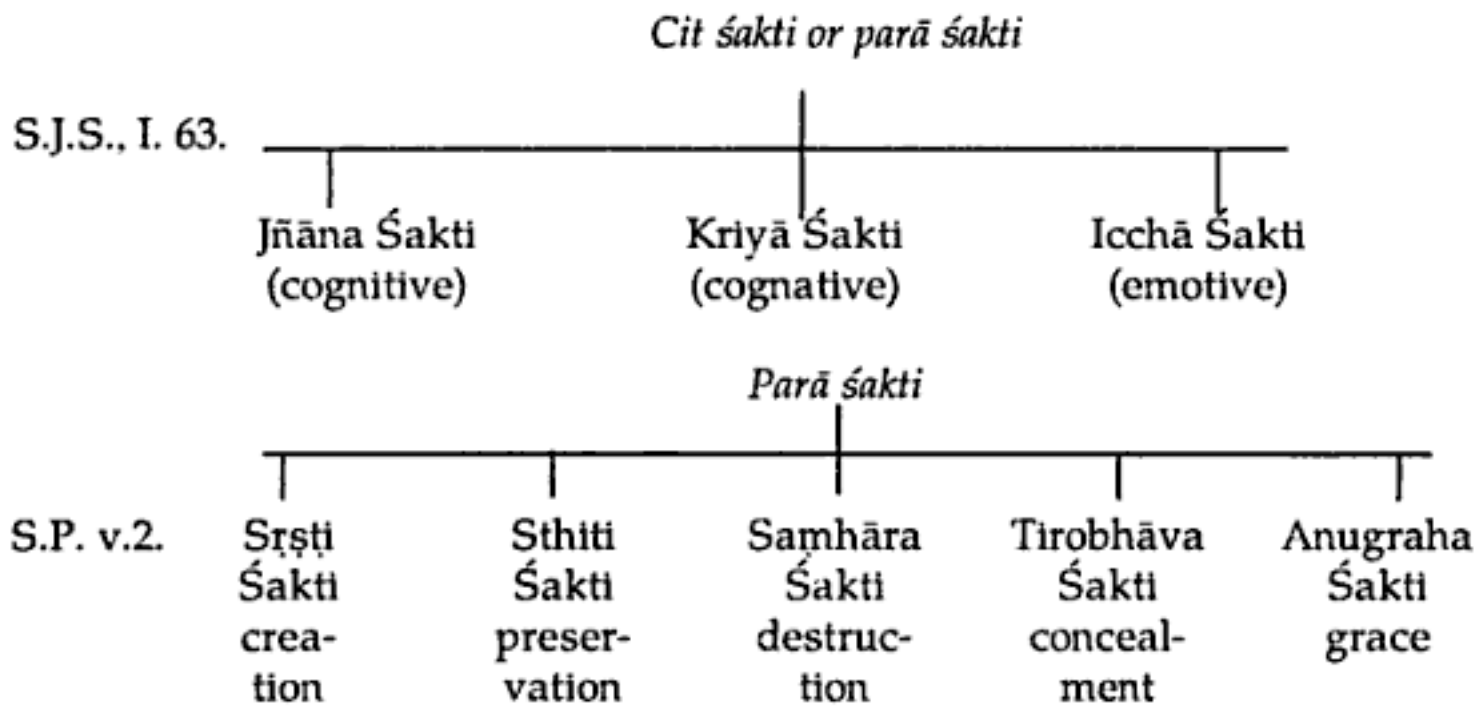 Cit śakti or parā śakti
S.J.S., I. 63.
Jñāna Śakti Kriyā Śakti Icchā Śakti
(cognitive) (cognative) (emotive)
Parā śakti
S.P. v.2. Sṛṣṭi Sthiti Saṃhāra Tirobhāva Anugraha
Śakti Śakti Śakti Śakti Śakti
crea- preser- destruc- conceal- grace
tion vation tion ment